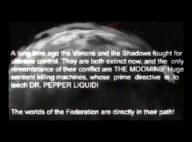 A long time ago the Vorlons and the Shadows fought for
ultimate control. They are both extinct now, and the only
remembrance of their conflict are THE MOOMINS! Huge
sentient killing machines, whose prime directive is to
leech DR. PEPPER LIQUID!
The worlds of the Federation are directly in their path!